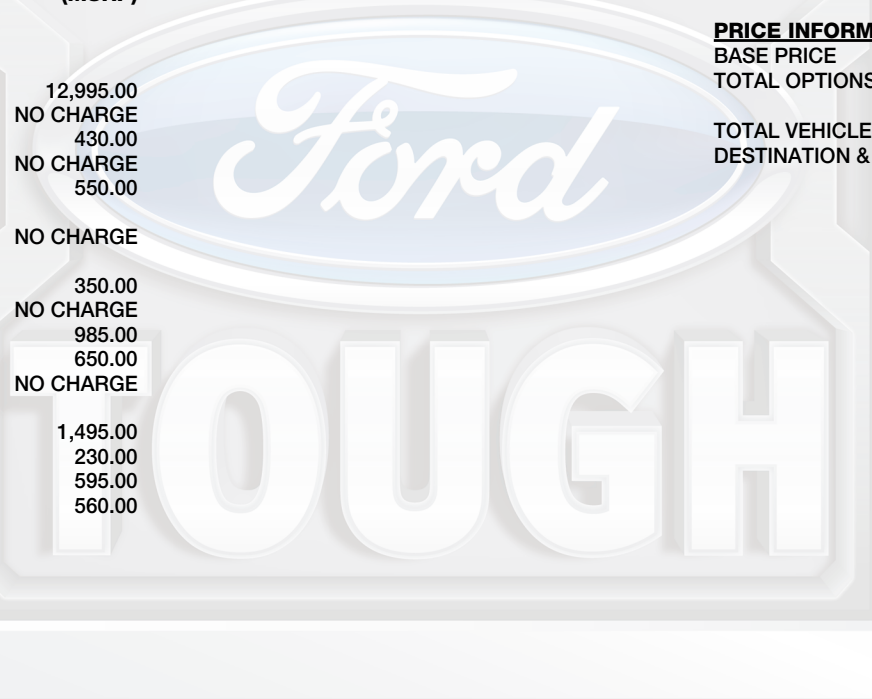 PRICE INFORM
BASE PRICE
TOTAL OPTIONS
TOTAL VEHICLE
DESTINATION &
12,995.00
NO CHARGE
430.00
NO CHARGE
550.00
NO CHARGE
350.00
NO CHARGE
985.00
650.00
NO CHARGE
1,495.00
230.00
595.00
560.00
Ford
TOUGH